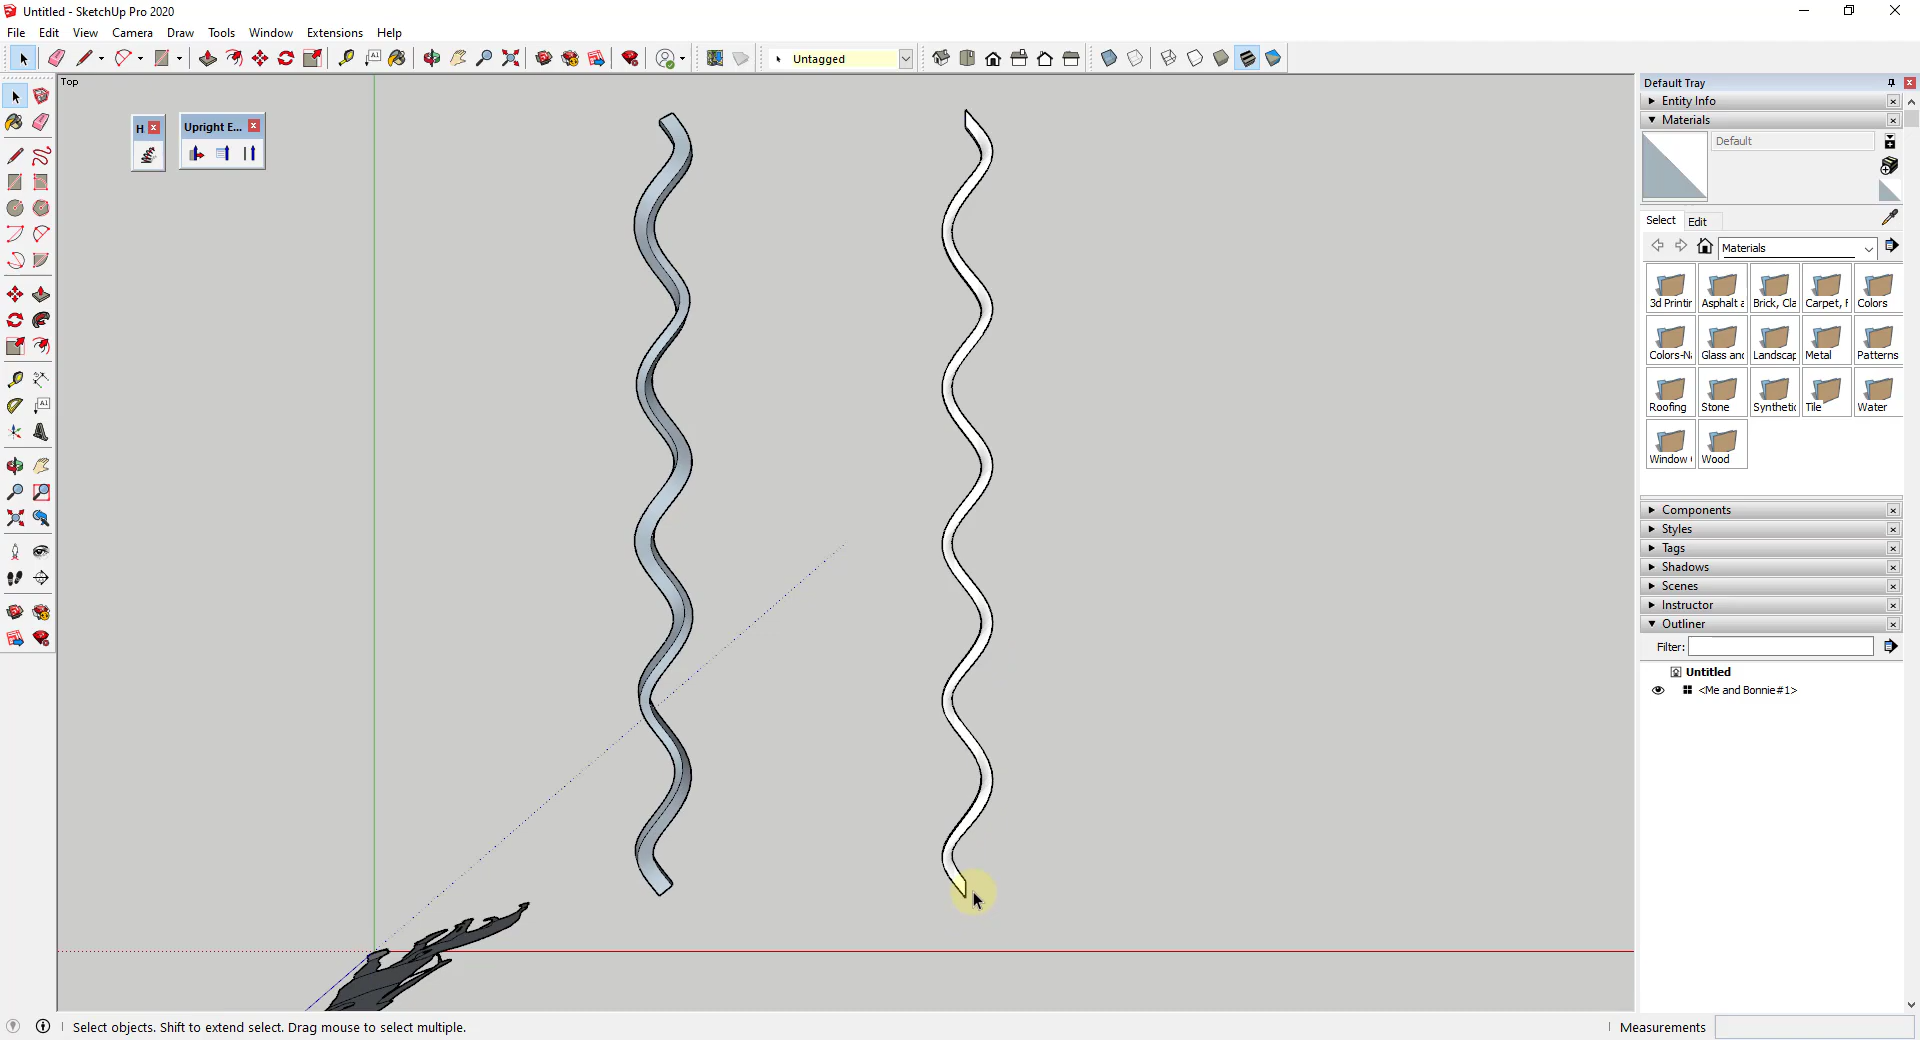 Untitled - SketchUp Pro 2020
File Edit View Camera Draw Tools Window Extensions Help
Untagged
Top
H
Upright E...
Default Tray
Entity Info
Materials
Default
Select Edit
Materials
3d Printir Asphalt a Brick, Cla Carpet, F Colors
Colors-Na Glass and Landscap Metal Patterns
Roofing Stone Synthetic Tile Water
Window Wood
Components
Styles
Tags
Shadows
Scenes
Instructor
Outliner
Filter:
Untitled
<Me and Bonnie#1>
Select objects. Shift to extend select. Drag mouse to select multiple.
Measurements